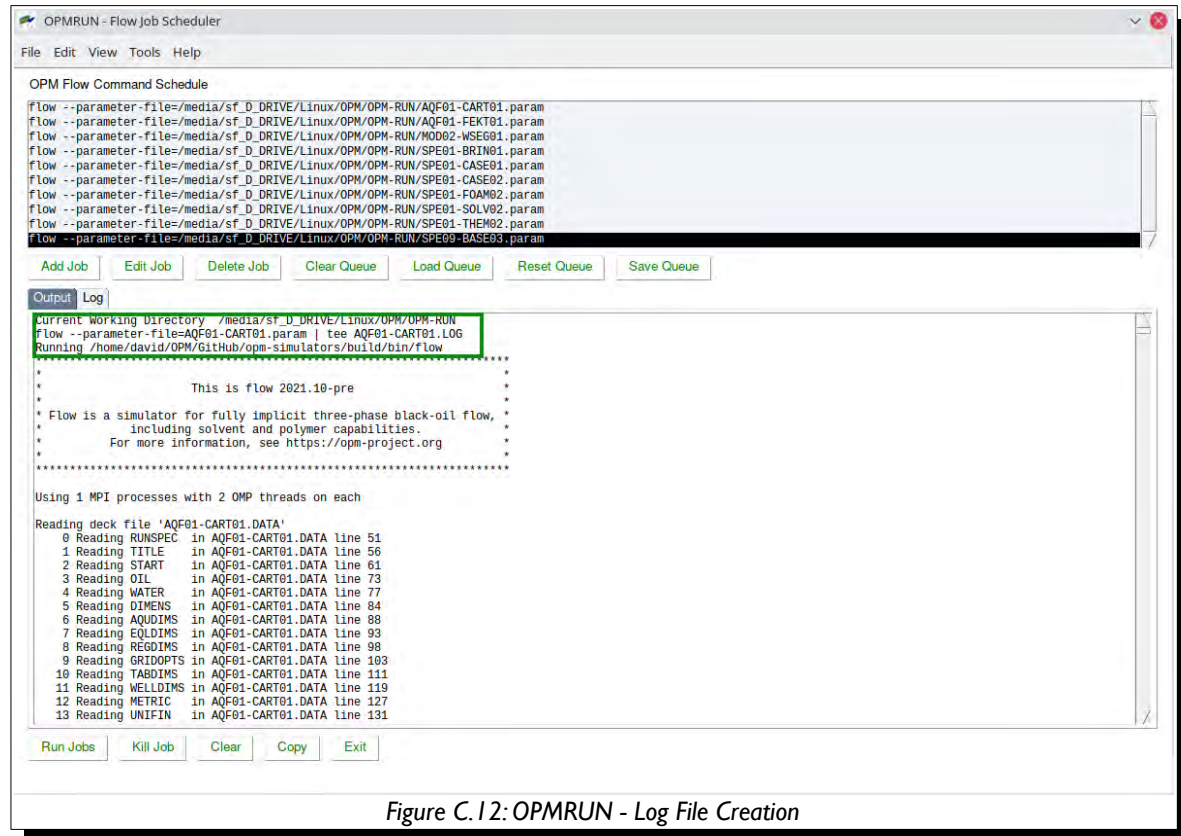 OPMRUN - Flow Job Scheduler
File Edit View Tools Help
OPM Flow Command Schedule
flow --parameter-file=/media/sf_D_DRIVE/Linux/OPM/OPM-RUN/AQF01-CART01.param
flow --parameter-file=/media/sf_D_DRIVE/Linux/OPM/OPM-RUN/AQF01-FEKT01.param
flow --parameter-file=/media/sf_D_DRIVE/Linux/OPM/OPM-RUN/MOD02-WSEG01.param
flow --parameter-file=/media/sf_D_DRIVE/Linux/OPM/OPM-RUN/SPE01-BRIN01.param
flow --parameter-file=/media/sf_D_DRIVE/Linux/OPM/OPM-RUN/SPE01-CASE01.param
flow --parameter-file=/media/sf_D_DRIVE/Linux/OPM/OPM-RUN/SPE01-CASE02.param
flow --parameter-file=/media/sf_D_DRIVE/Linux/OPM/OPM-RUN/SPE01-FOAM02.param
flow --parameter-file=/media/sf_D_DRIVE/Linux/OPM/OPM-RUN/SPE01-SOLV02.param
flow --parameter-file=/media/sf_D_DRIVE/Linux/OPM/OPM-RUN/SPE01-THEM02.param
flow --parameter-file=/media/sf_D_DRIVE/Linux/OPM/OPM-RUN/SPE09-BASE03.param
Add Job Edit Job Delete Job Clear Queue Load Queue Reset Queue Save Queue
Output Log
Current Working Directory /media/sf_D_DRIVE/Linux/OPM/OPM-RUN
flow --parameter-file=AQF01-CART01.param | tee AQF01-CART01.LOG
Running /home/david/OPM/GitHub/opm-simulators/build/bin/flow
**********************************************************************
* *
* This is flow 2021.10-pre *
* *
* Flow is a simulator for fully implicit three-phase black-oil flow, *
* including solvent and polymer capabilities. *
* For more information, see https://opm-project.org *
* *
**********************************************************************
Using 1 MPI processes with 2 OMP threads on each
Reading deck file 'AQF01-CART01.DATA'
0 Reading RUNSPEC in AQF01-CART01.DATA line 51
1 Reading TITLE in AQF01-CART01.DATA line 56
2 Reading START in AQF01-CART01.DATA line 61
3 Reading OIL in AQF01-CART01.DATA line 73
4 Reading WATER in AQF01-CART01.DATA line 77
5 Reading DIMENS in AQF01-CART01.DATA line 84
6 Reading AQUDIMS in AQF01-CART01.DATA line 88
7 Reading EQLDIMS in AQF01-CART01.DATA line 93
8 Reading REGDIMS in AQF01-CART01.DATA line 98
9 Reading GRIDOPTS in AQF01-CART01.DATA line 103
10 Reading TABDIMS in AQF01-CART01.DATA line 111
11 Reading WELLDIMS in AQF01-CART01.DATA line 119
12 Reading METRIC in AQF01-CART01.DATA line 127
13 Reading UNIFIN in AQF01-CART01.DATA line 131
Run Jobs Kill Job Clear Copy Exit
Figure C.12: OPMRUN - Log File Creation